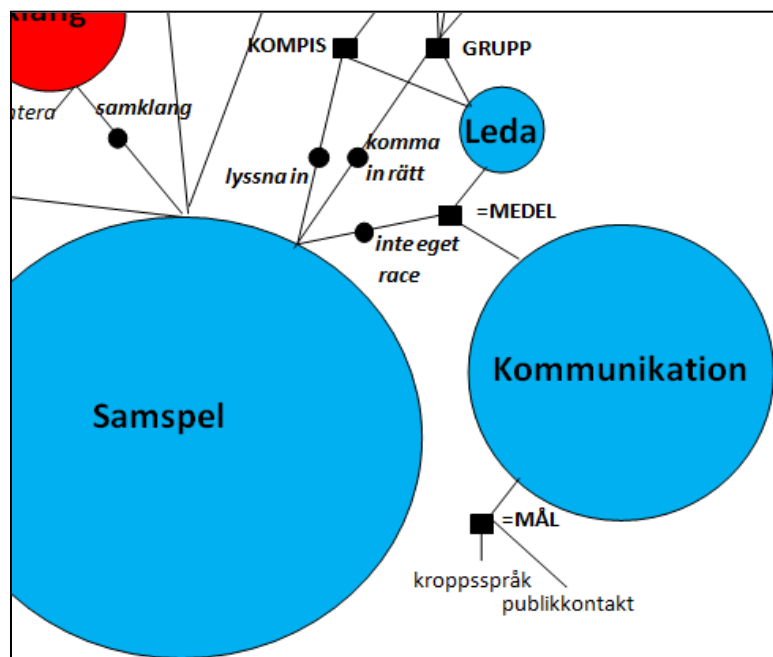 KOMPIS
GRUPP
samklang
Leda
lyssna in
komma
in rätt
=MEDEL
inte eget
race
Kommunikation
Samspel
=MÅL
kroppsspråk
publikkontakt